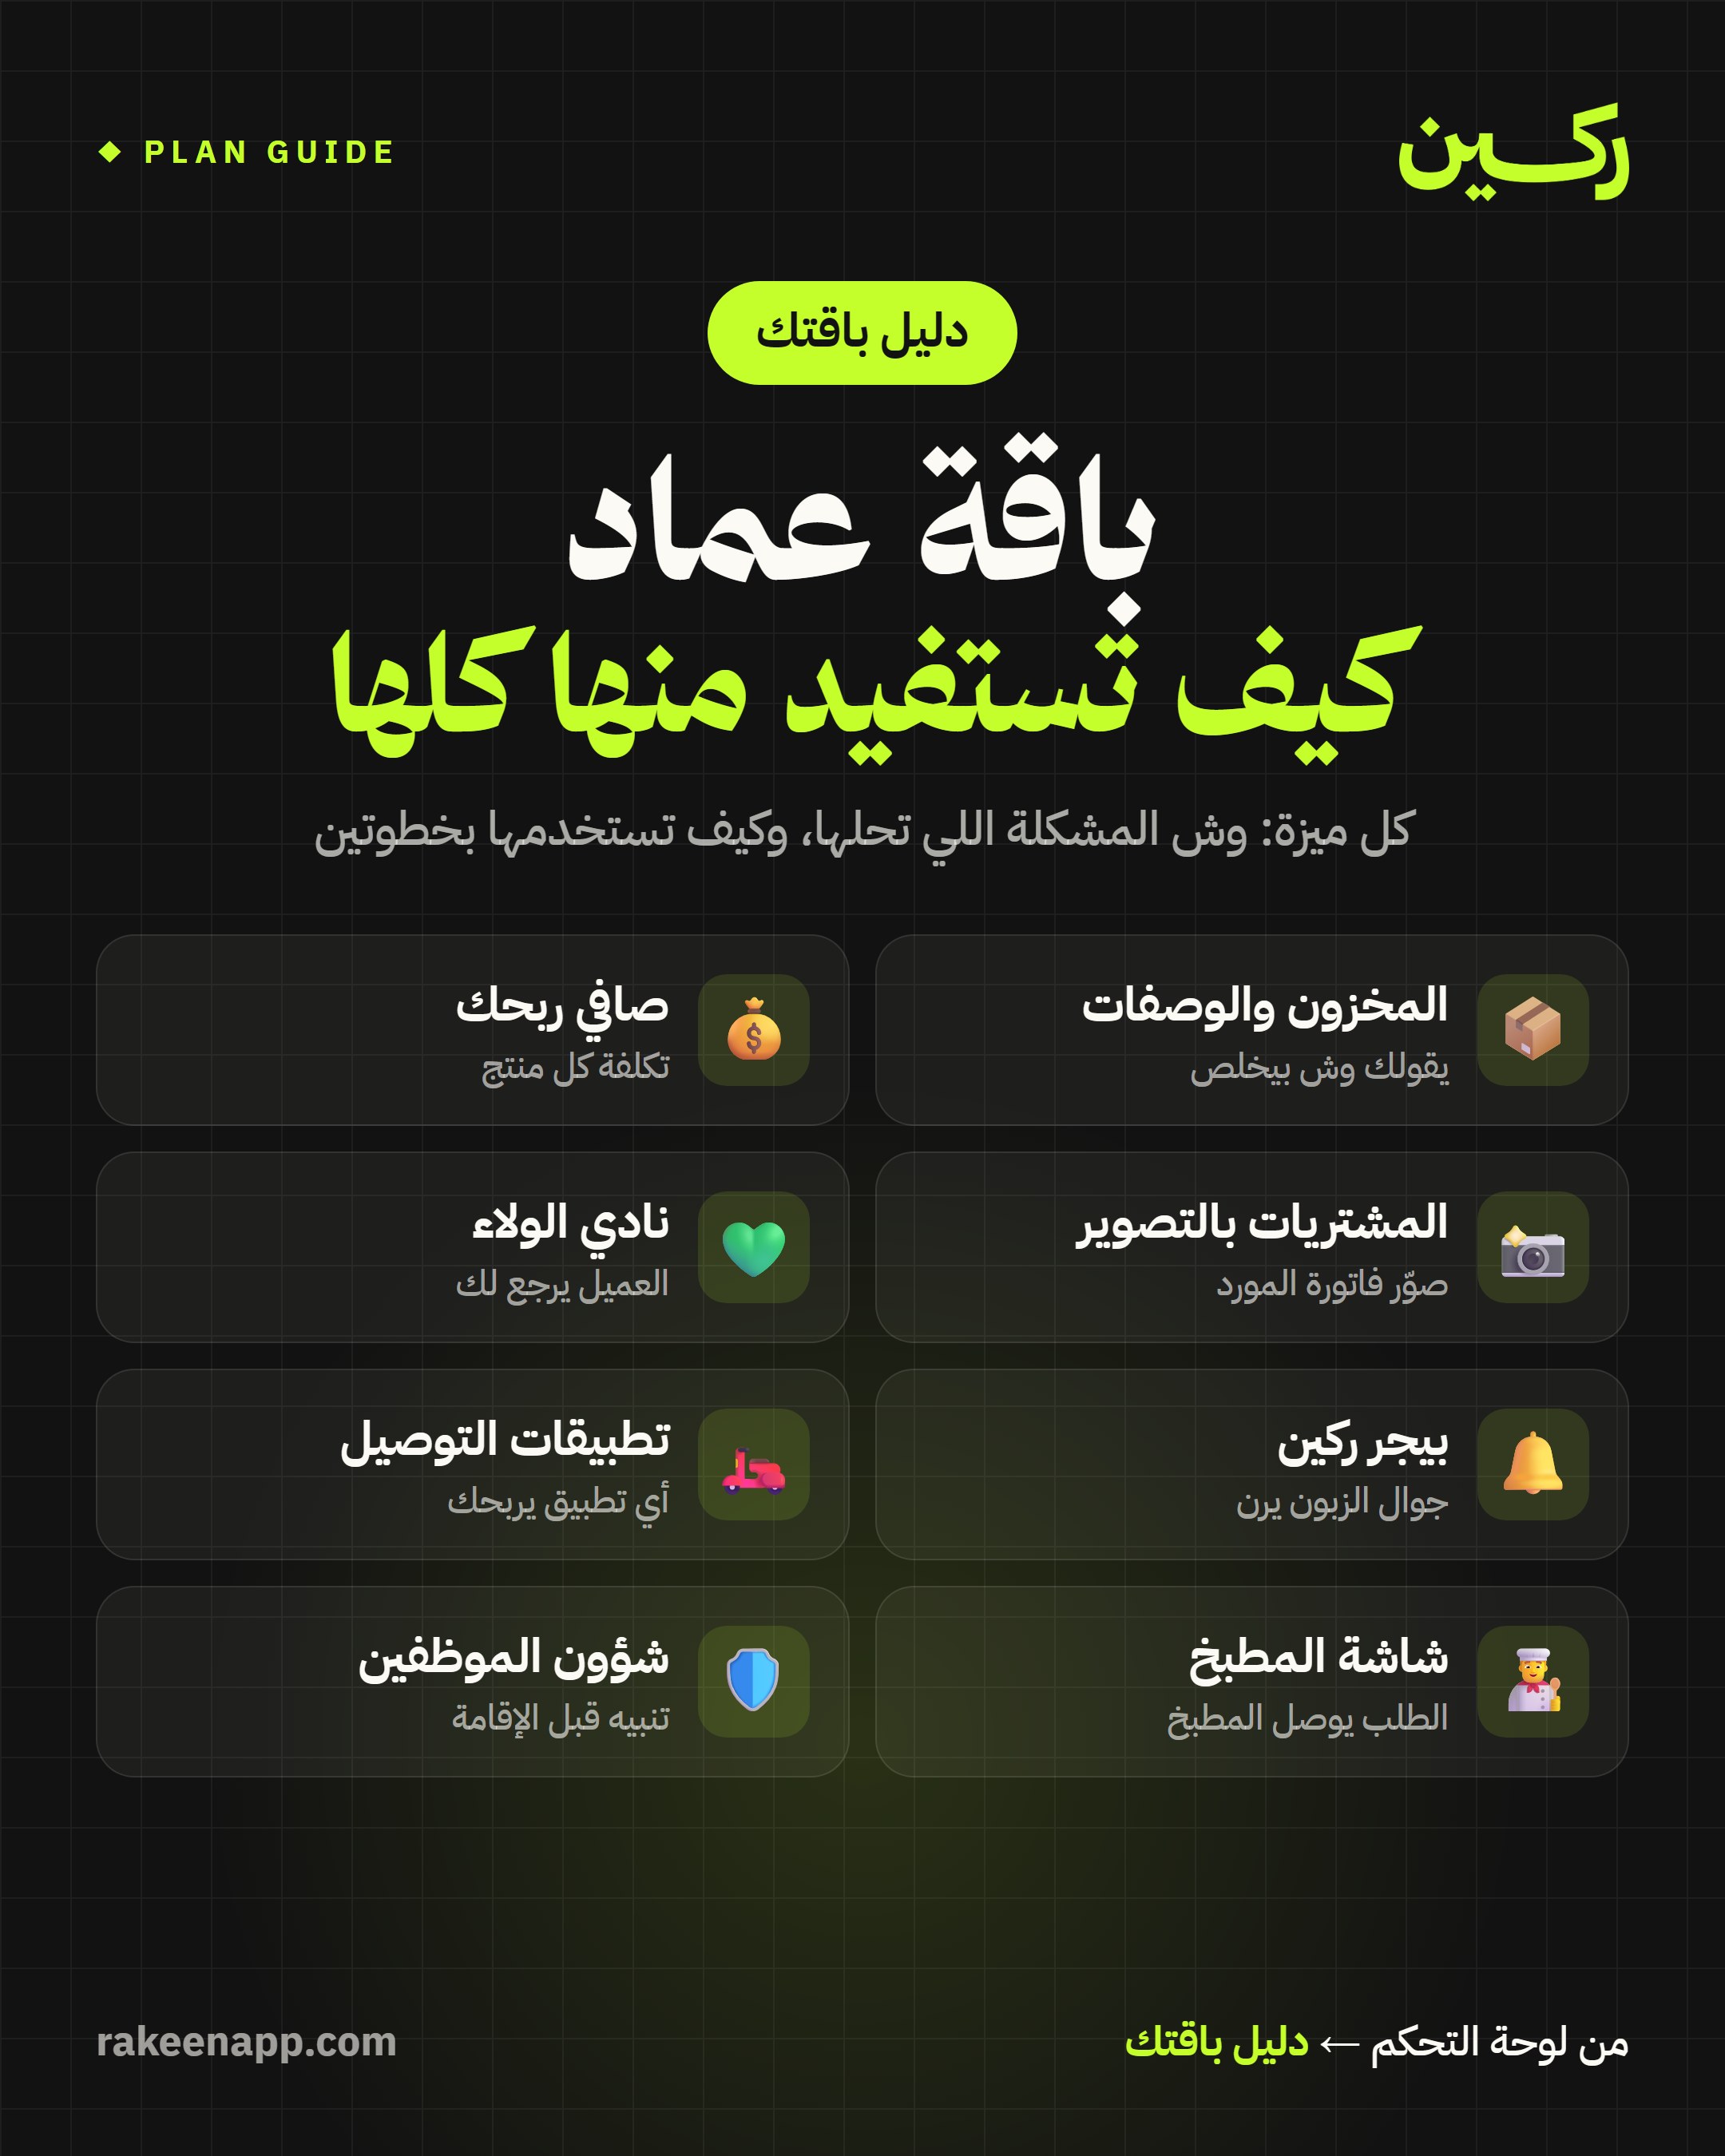 ركين
◆ PLAN GUIDE
دليل باقتك
باقة عماد
كيف تستفيد منها كلها
كل ميزة: وش المشكلة اللي تحلها، وكيف تستخدمها بخطوتين
المخزون والوصفات
يقولك وش بيخلص
صافي ربحك
تكلفة كل منتج
المشتريات بالتصوير
صوّر فاتورة المورد
نادي الولاء
العميل يرجع لك
بيجر ركين
جوال الزبون يرن
تطبيقات التوصيل
أي تطبيق يربحك
شاشة المطبخ
الطلب يوصل المطبخ
شؤون الموظفين
تنبيه قبل الإقامة
من لوحة التحكم ← دليل باقتك
rakeenapp.com